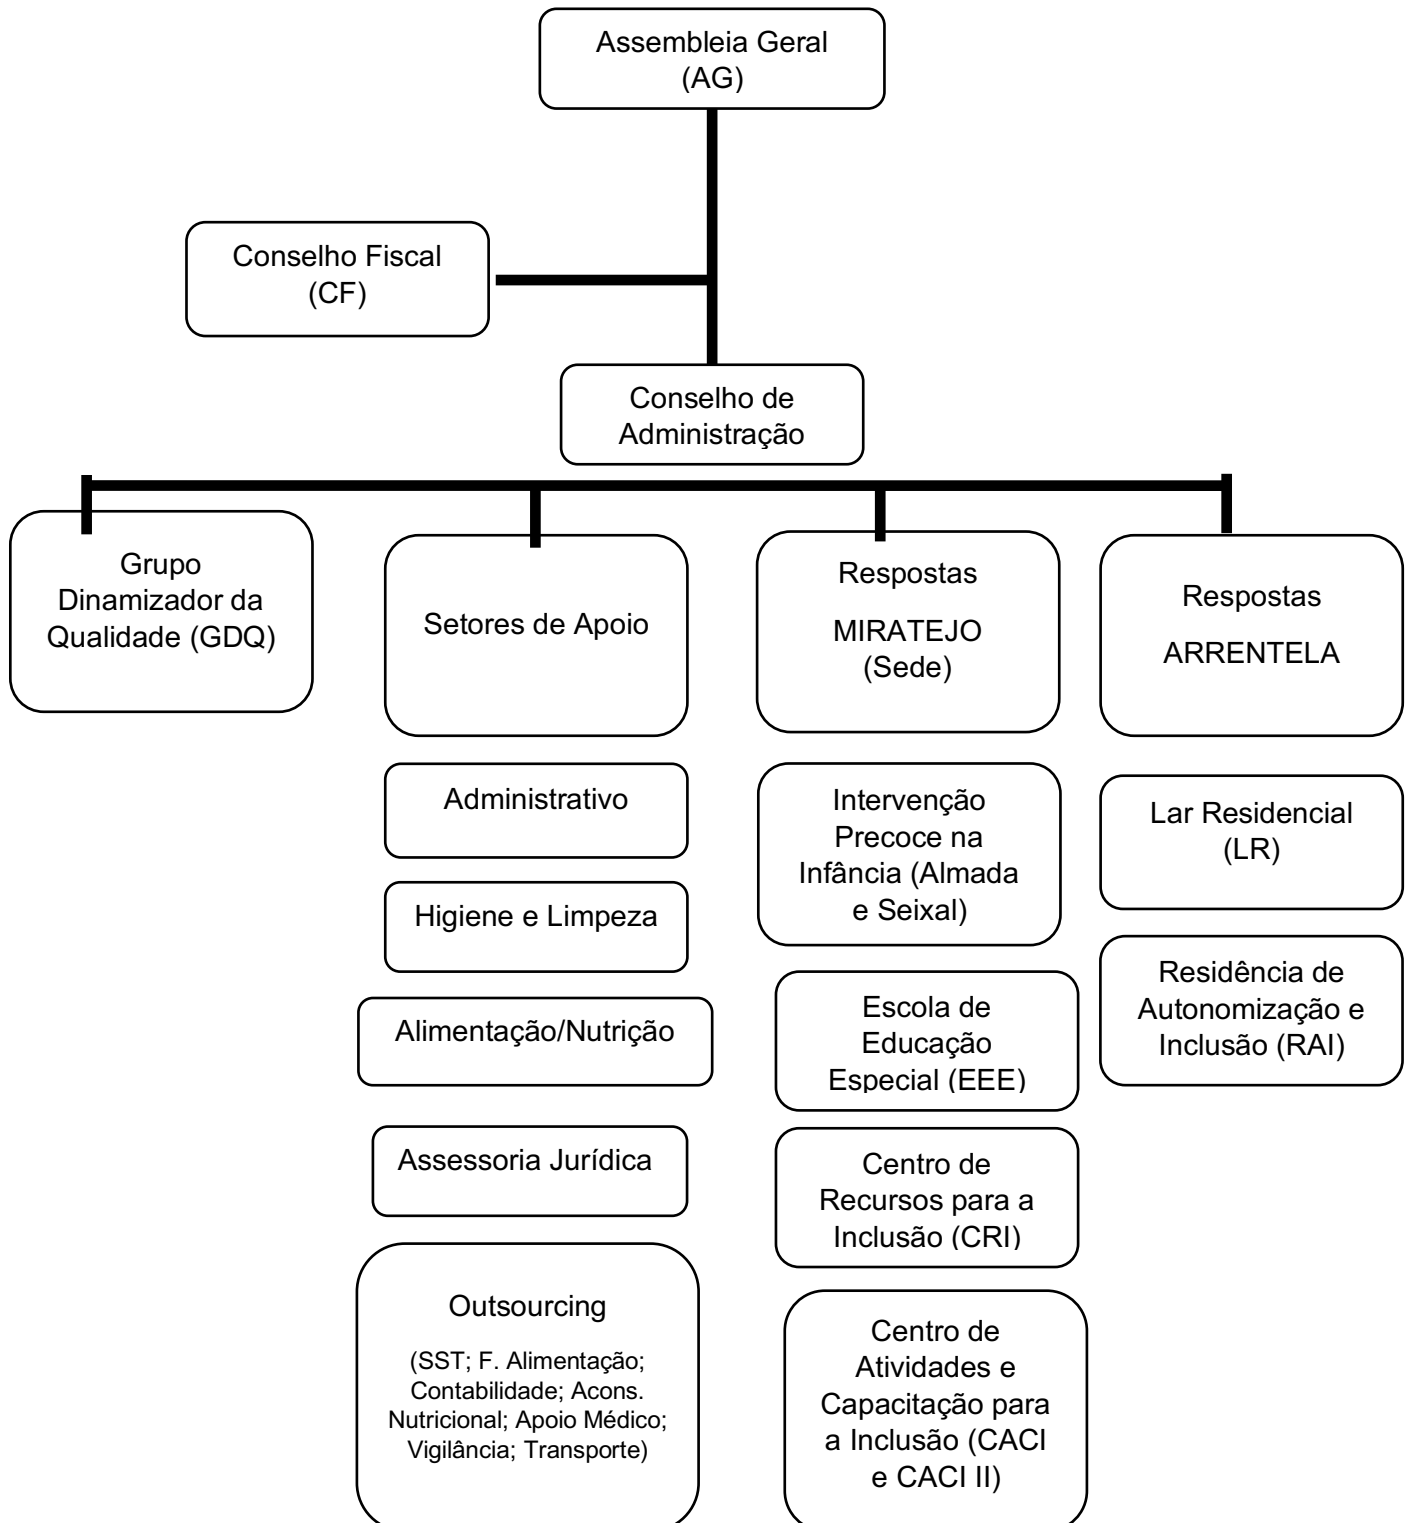 Assembleia Geral
(AG)
Conselho Fiscal
(CF)
Conselho de
Administração
Grupo
Dinamizador da
Qualidade (GDQ)
Setores de Apoio
Respostas
MIRATEJO
(Sede)
Respostas
ARRENTELA
Administrativo
Higiene e Limpeza
Alimentação/Nutrição
Assessoria Jurídica
Outsourcing
(SST; F. Alimentação;
Contabilidade; Acons.
Nutricional; Apoio Médico;
Vigilância; Transporte)
Intervenção
Precoce na
Infância (Almada
e Seixal)
Escola de
Educação
Especial (EEE)
Centro de
Recursos para a
Inclusão (CRI)
Centro de
Atividades e
Capacitação para
a Inclusão (CACI
e CACI II)
Lar Residencial
(LR)
Residência de
Autonomização e
Inclusão (RAI)